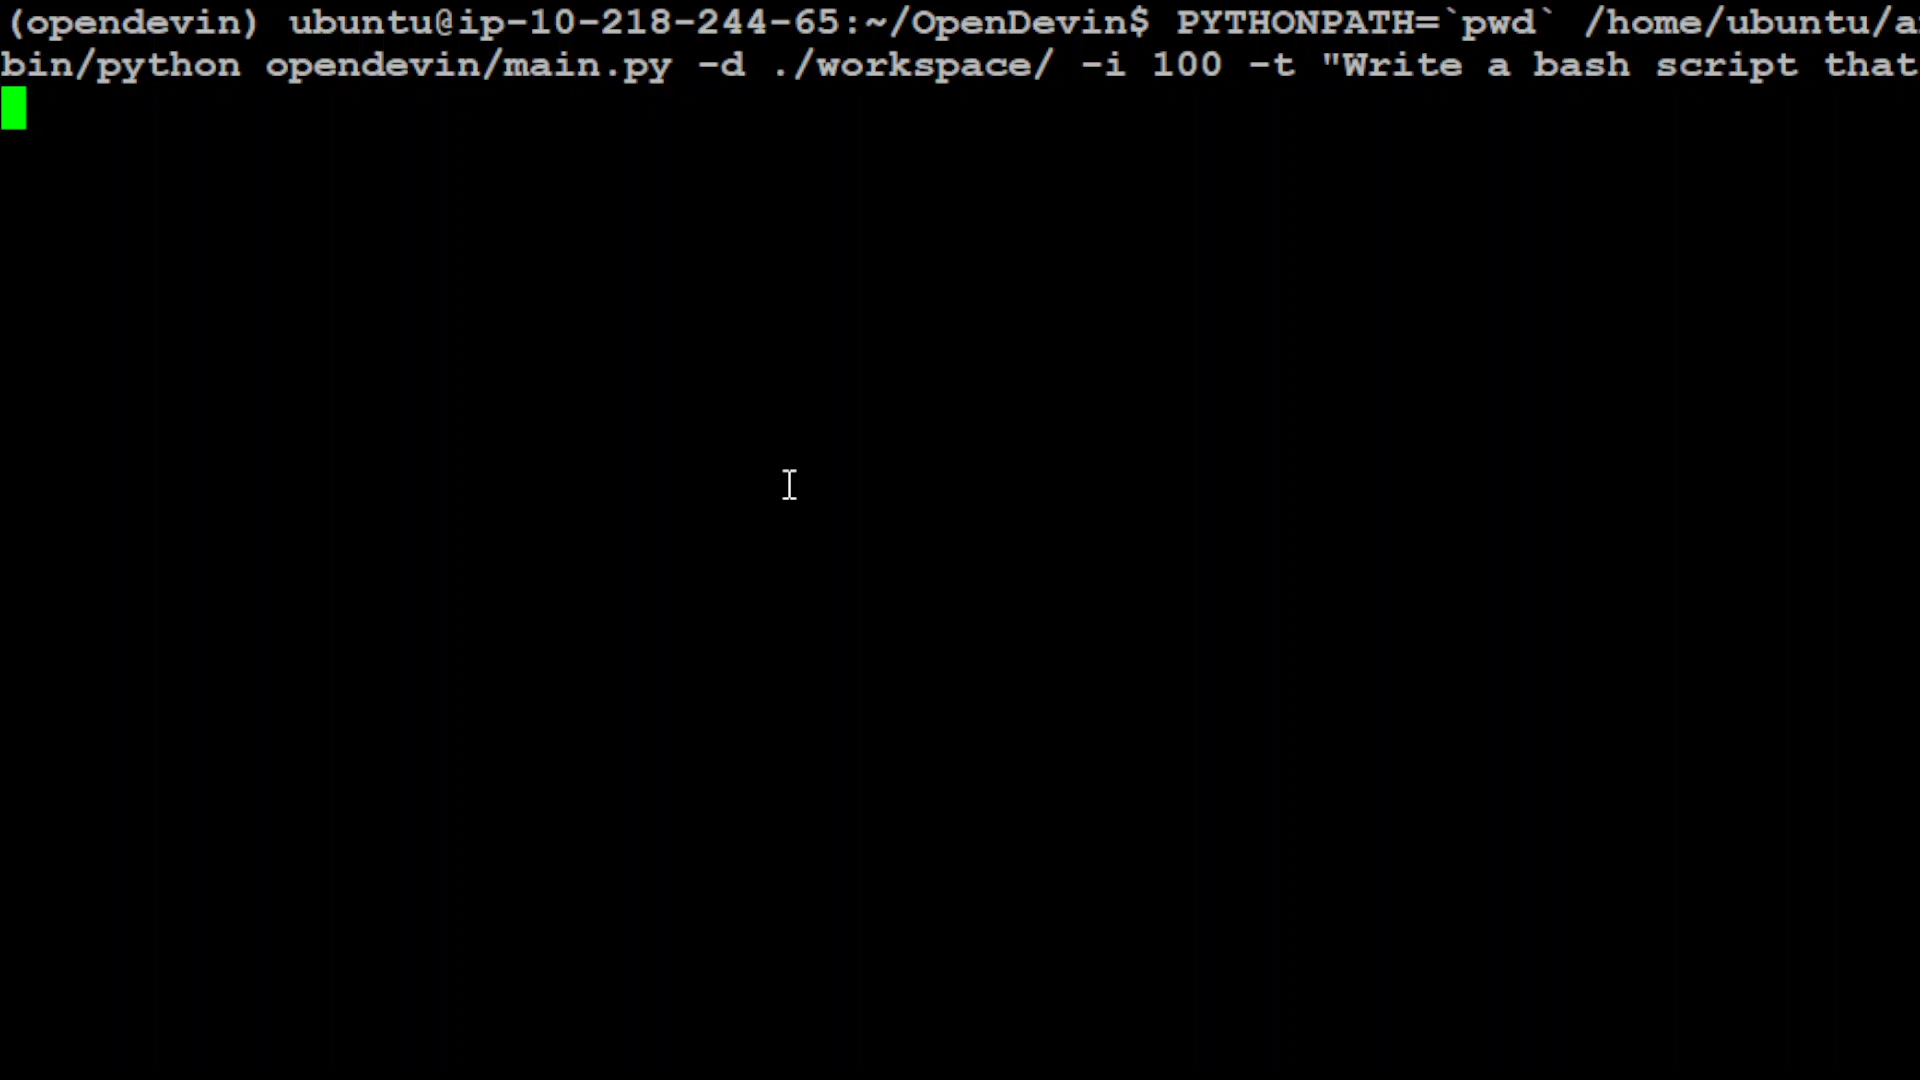 (opendevin) ubuntu@ip-10-218-244-65:~/OpenDevin$ PYTHONPATH=`pwd` /home/ubuntu/a
bin/python opendevin/main.py -d ./workspace/ -i 100 -t "Write a bash script that